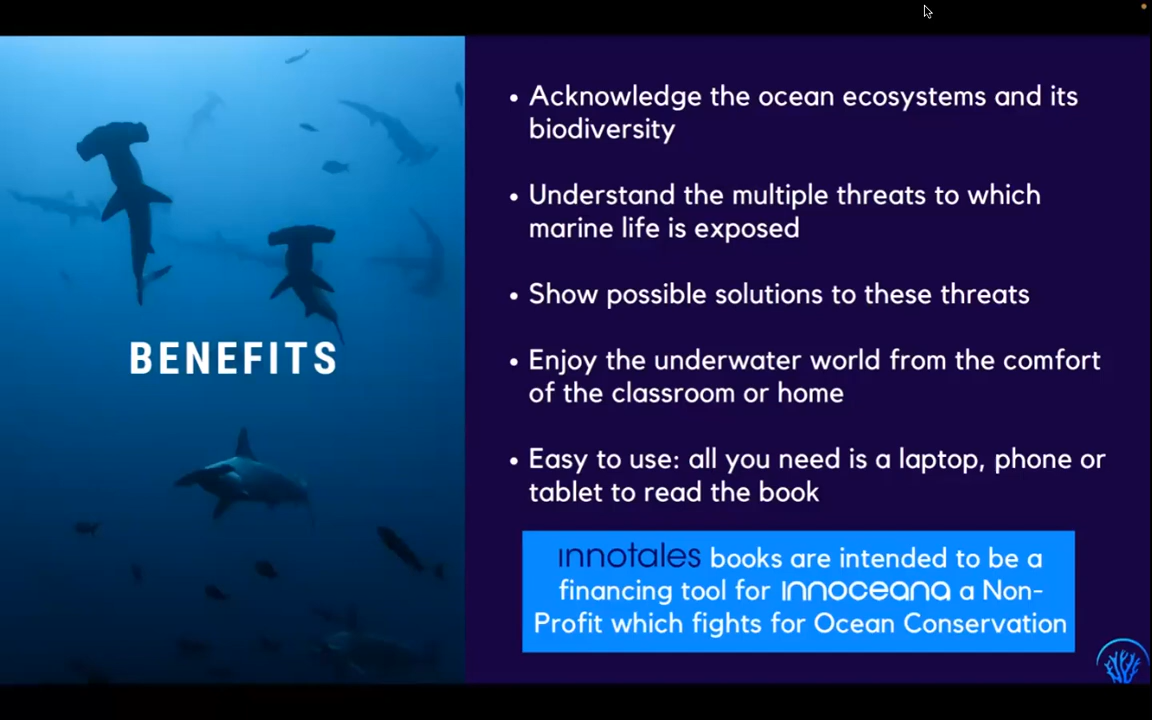 BENEFITS
• Acknowledge the ocean ecosystems and its
biodiversity
• Understand the multiple threats to which
marine life is exposed
• Show possible solutions to these threats
• Enjoy the underwater world from the comfort
of the classroom or home
• Easy to use: all you need is a laptop, phone or
tablet to read the book
innotales books are intended to be a
financing tool for innoceana a Non-
Profit which fights for Ocean Conservation